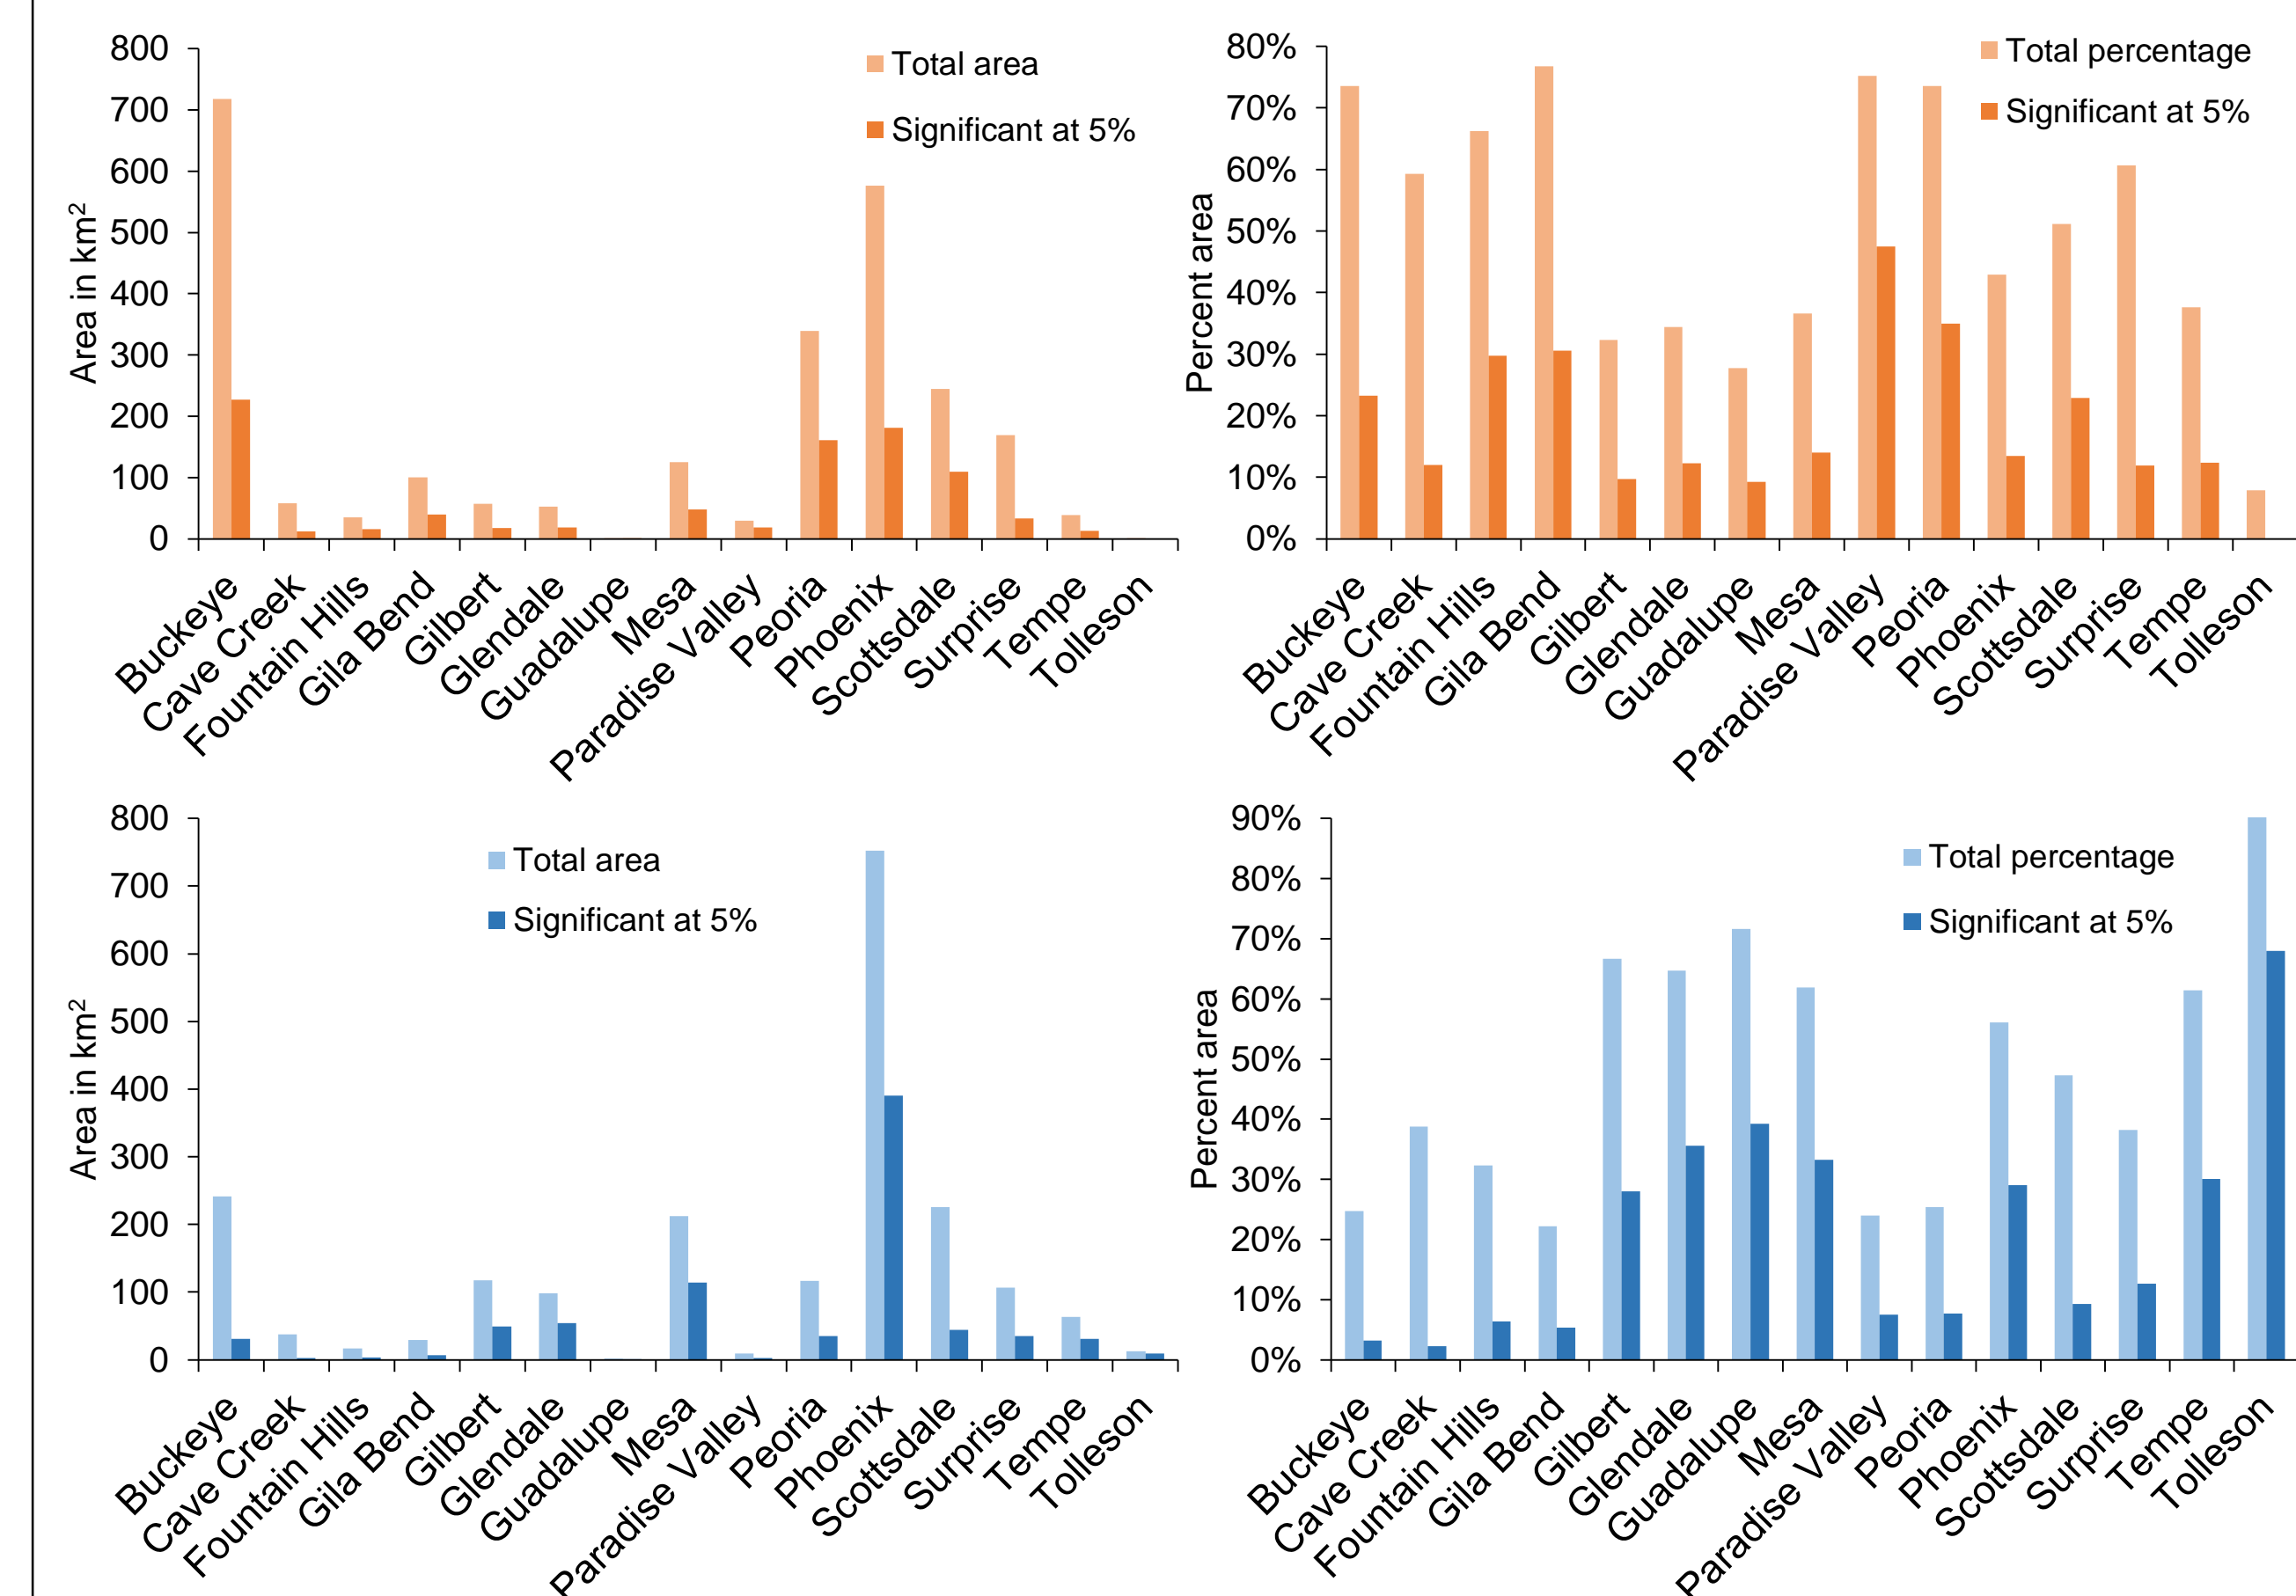 800
700
600
500
400
300
200
100
0
Area in km²
Total area
Significant at 5%
Buckeye
Cave Creek
Fountain Hills
Gila Bend
Gilbert
Glendale
Guadalupe
Mesa
Paradise Valley
Peoria
Phoenix
Scottsdale
Surprise
Tempe
Tolleson
80%
70%
60%
50%
40%
30%
20%
10%
0%
Percent area
Total percentage
Significant at 5%
Buckeye
Cave Creek
Fountain Hills
Gila Bend
Gilbert
Glendale
Guadalupe
Mesa
Paradise Valley
Peoria
Phoenix
Scottsdale
Surprise
Tempe
Tolleson
800
700
600
500
400
300
200
100
0
Area in km²
Total area
Significant at 5%
Buckeye
Cave Creek
Fountain Hills
Gila Bend
Gilbert
Glendale
Guadalupe
Mesa
Paradise Valley
Peoria
Phoenix
Scottsdale
Surprise
Tempe
Tolleson
90%
80%
70%
60%
50%
40%
30%
20%
10%
0%
Percent area
Total percentage
Significant at 5%
Buckeye
Cave Creek
Fountain Hills
Gila Bend
Gilbert
Glendale
Guadalupe
Mesa
Paradise Valley
Peoria
Phoenix
Scottsdale
Surprise
Tempe
Tolleson